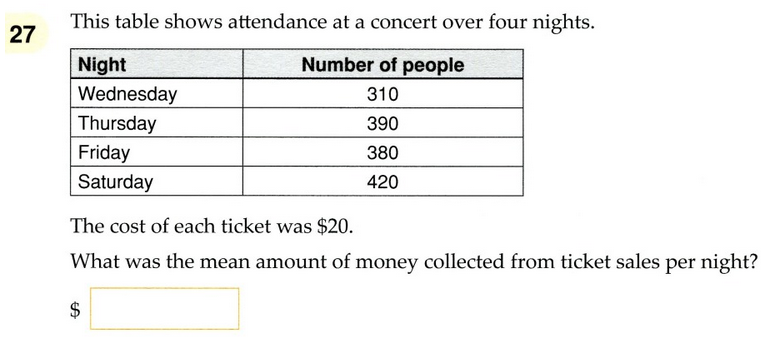 27
This table shows attendance at a concert over four nights.
Night Number of people
Wednesday 310
Thursday 390
Friday 380
Saturday 420
The cost of each ticket was $20.
What was the mean amount of money collected from ticket sales per night?
$